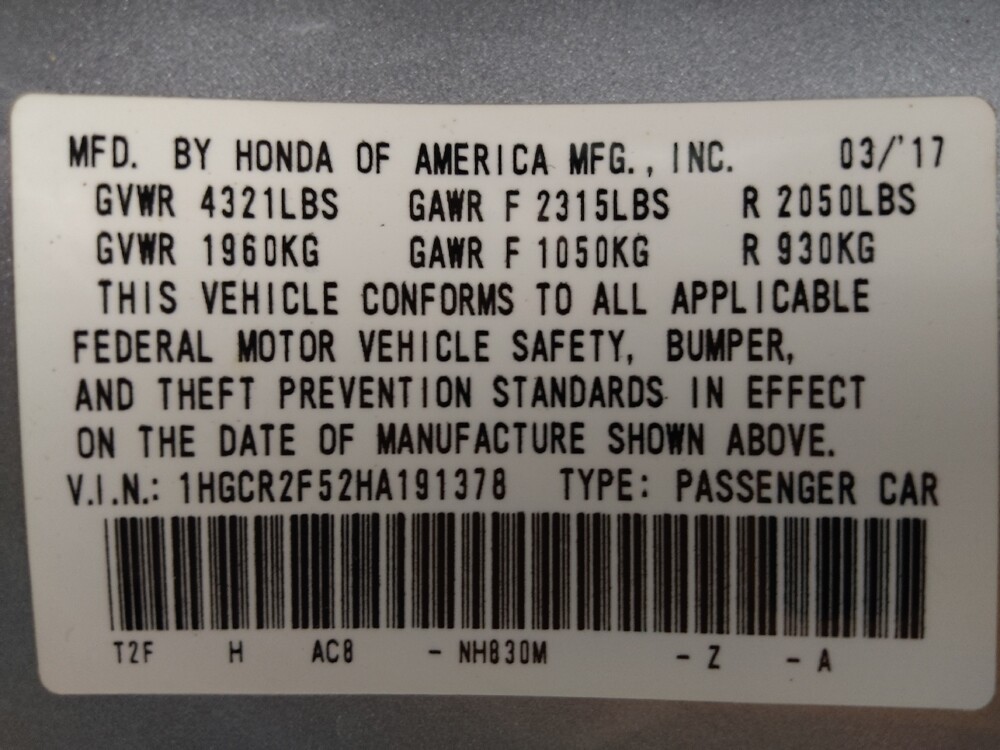 MFD. BY HONDA OF AMERICA MFG., INC. 03/'17
GVWR 4321LBS GAWR F 2315LBS R 2050LBS
GVWR 1960KG GAWR F 1050KG R 930KG
THIS VEHICLE CONFORMS TO ALL APPLICABLE
FEDERAL MOTOR VEHICLE SAFETY, BUMPER,
AND THEFT PREVENTION STANDARDS IN EFFECT
ON THE DATE OF MANUFACTURE SHOWN ABOVE.
V.I.N.: 1HGCR2F52HA191378 TYPE: PASSENGER CAR
T2F H AC8 - NH830M - Z - A